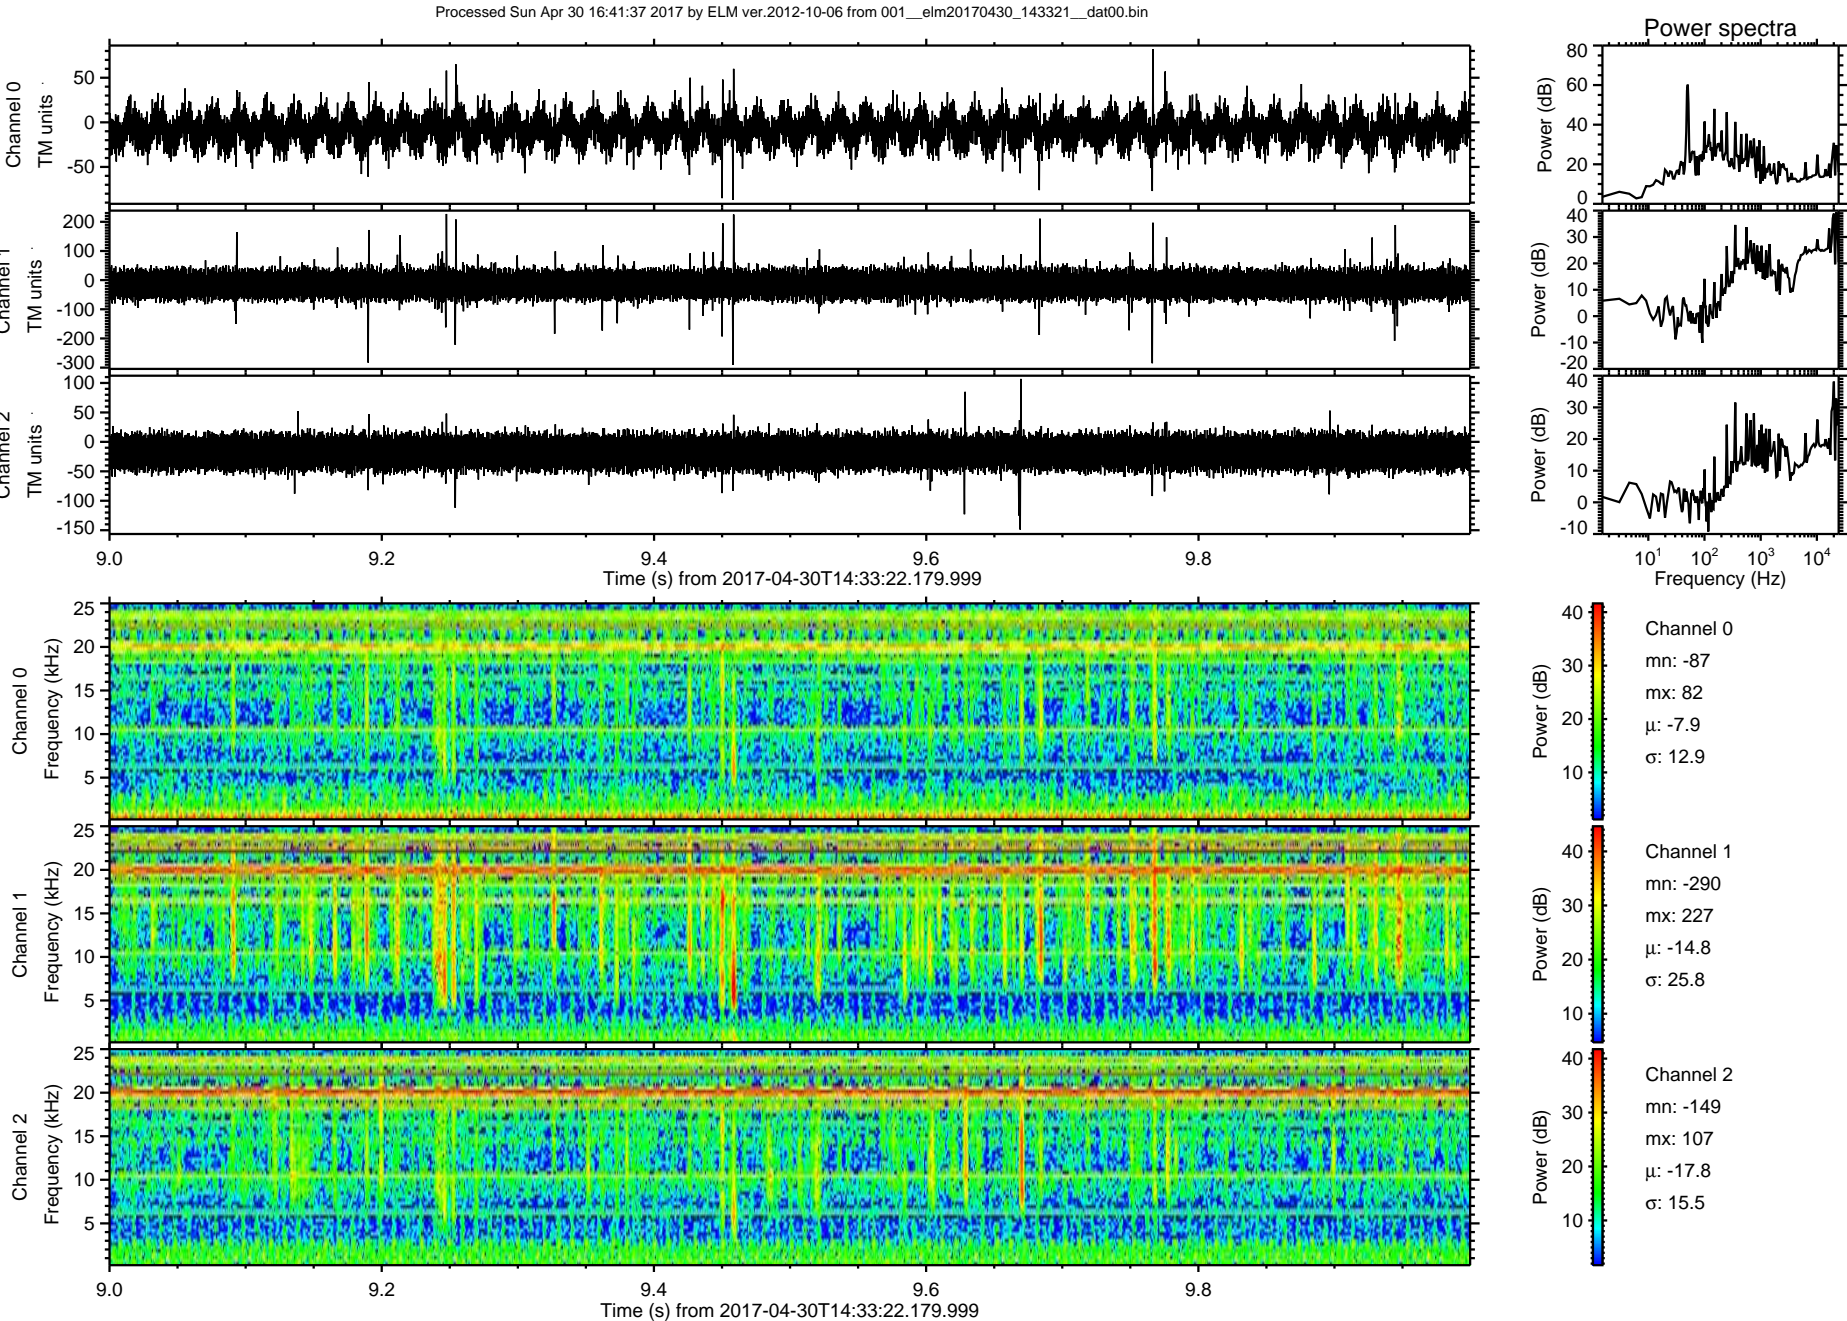 Processed Sun Apr 30 16:41:37 2017 by ELM ver.2012-10-06 from 001__elm20170430_143321__dat00.bin
Power spectra
Channel 0
TM units
50
0
-50
Power (dB)
80
60
40
20
0
Channel 1
TM units
200
100
0
-100
-200
-300
Power (dB)
40
30
20
10
0
-10
-20
Channel 2
TM units
100
50
0
-50
-100
-150
Power (dB)
40
30
20
10
0
-10
9.0 9.2 9.4 9.6 9.8
Time (s) from 2017-04-30T14:33:22.179.999
10¹ 10² 10³ 10⁴
Frequency (Hz)
Channel 0
Frequency (kHz)
25
20
15
10
5
Power (dB)
40
30
20
10
Channel 0
mn: -87
mx: 82
µ: -7.9
σ: 12.9
Channel 1
Frequency (kHz)
25
20
15
10
5
Power (dB)
40
30
20
10
Channel 1
mn: -290
mx: 227
µ: -14.8
σ: 25.8
Channel 2
Frequency (kHz)
25
20
15
10
5
Power (dB)
40
30
20
10
Channel 2
mn: -149
mx: 107
µ: -17.8
σ: 15.5
9.0 9.2 9.4 9.6 9.8
Time (s) from 2017-04-30T14:33:22.179.999